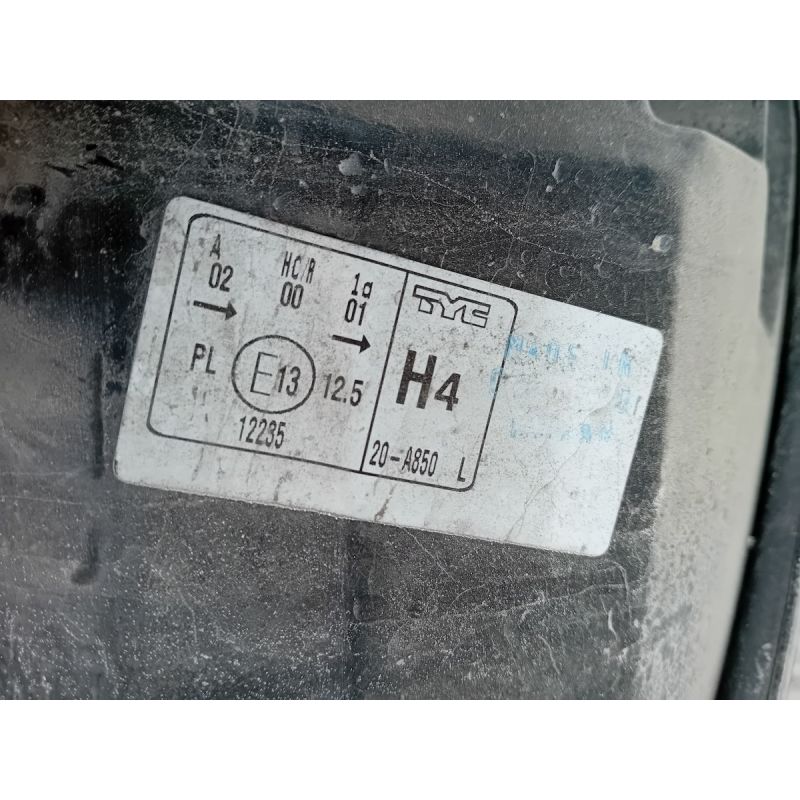 A HC/R 1a
02 00 01
→ →
PL E13 12.5
12235
TYC
H4
20-A850 L